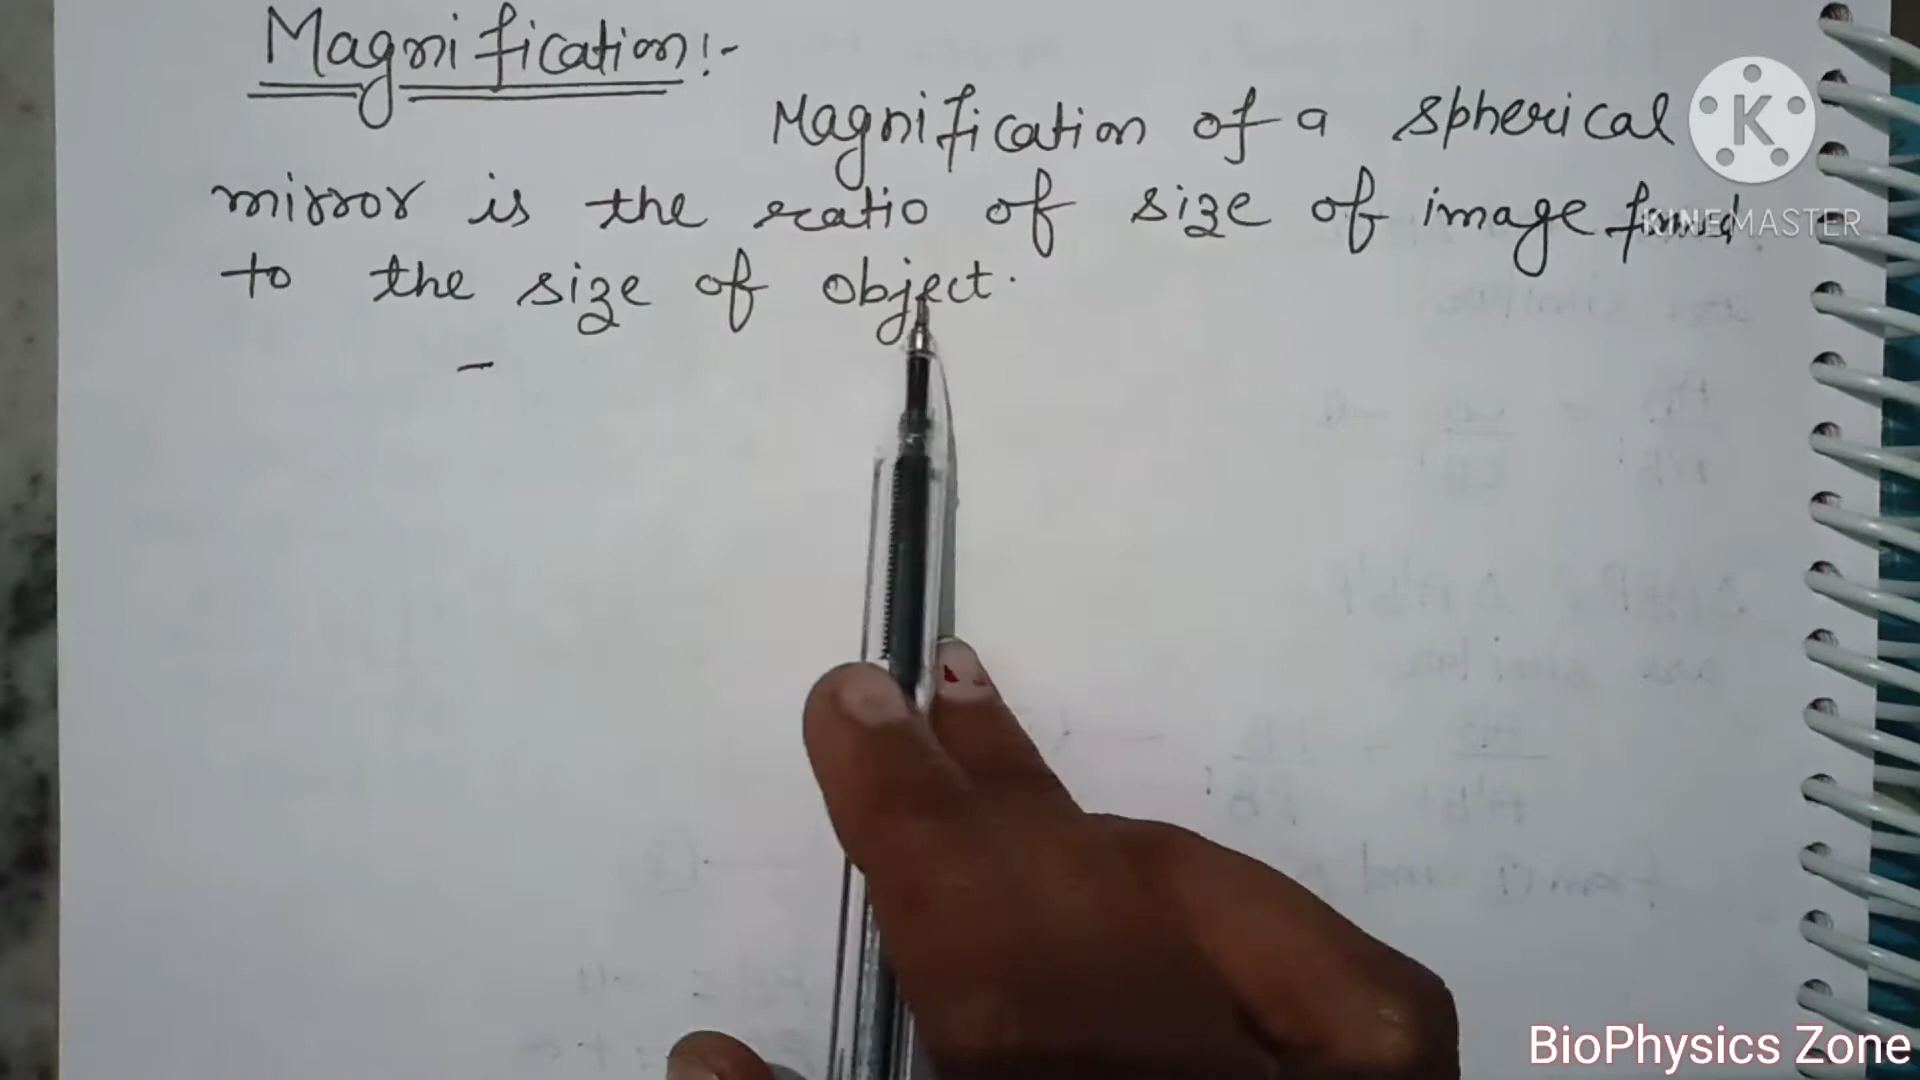 Magnification:-
Magnification of a spherical
mirror is the ratio of size of image formed
to the size of object.
-
K
KINEMASTER
BioPhysics Zone